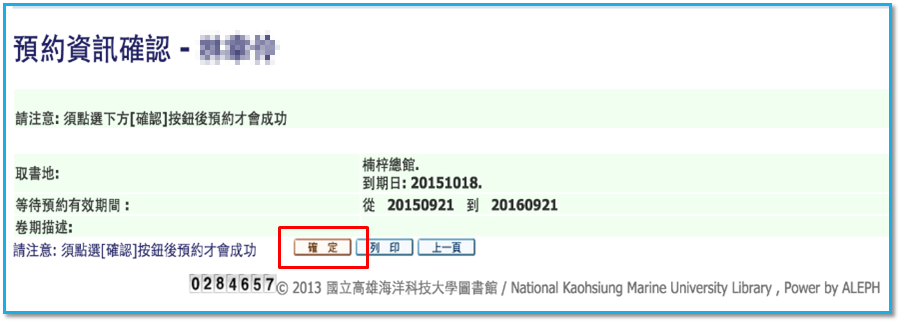 預約資訊確認 -
請注意: 須點選下方[確認]按鈕後預約才會成功
取書地:
楠梓總館.
到期日: 20151018.
等待預約有效期間 : 從 20150921 到 20160921
卷期描述:
請注意: 須點選[確認]按鈕後預約才會成功 確 定 列 印 上一頁
0284657© 2013 國立高雄海洋科技大學圖書館 / National Kaohsiung Marine University Library , Power by ALEPH